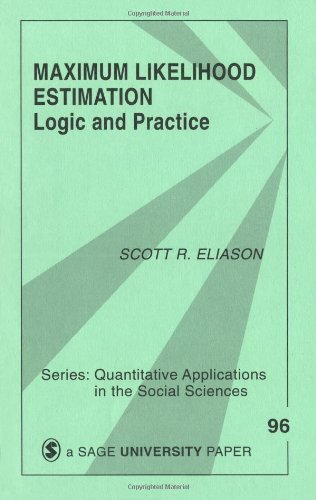 MAXIMUM LIKELIHOOD
ESTIMATION
Logic and Practice
SCOTT R. ELIASON
Series: Quantitative Applications
in the Social Sciences
96
S a SAGE UNIVERSITY PAPER